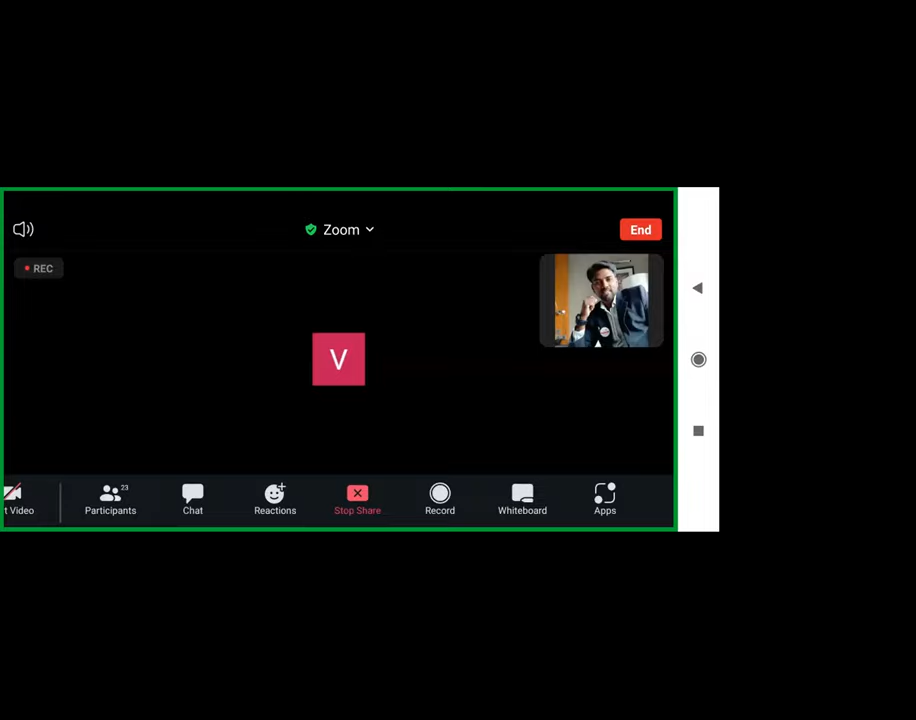 Zoom
End
REC
V
t Video
Participants
23
Chat
Reactions
Stop Share
Record
Whiteboard
Apps